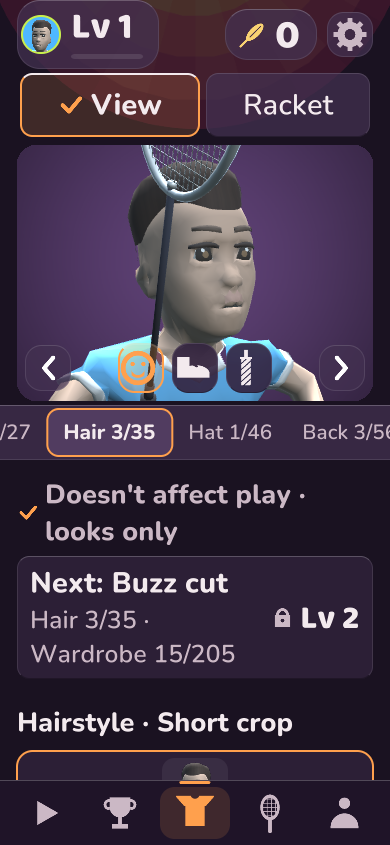 Lv 1
0
View
Racket
/27
Hair 3/35
Hat 1/46
Back 3/56
Doesn't affect play ·
looks only
Next: Buzz cut
Hair 3/35 ·
Wardrobe 15/205
Lv 2
Hairstyle · Short crop